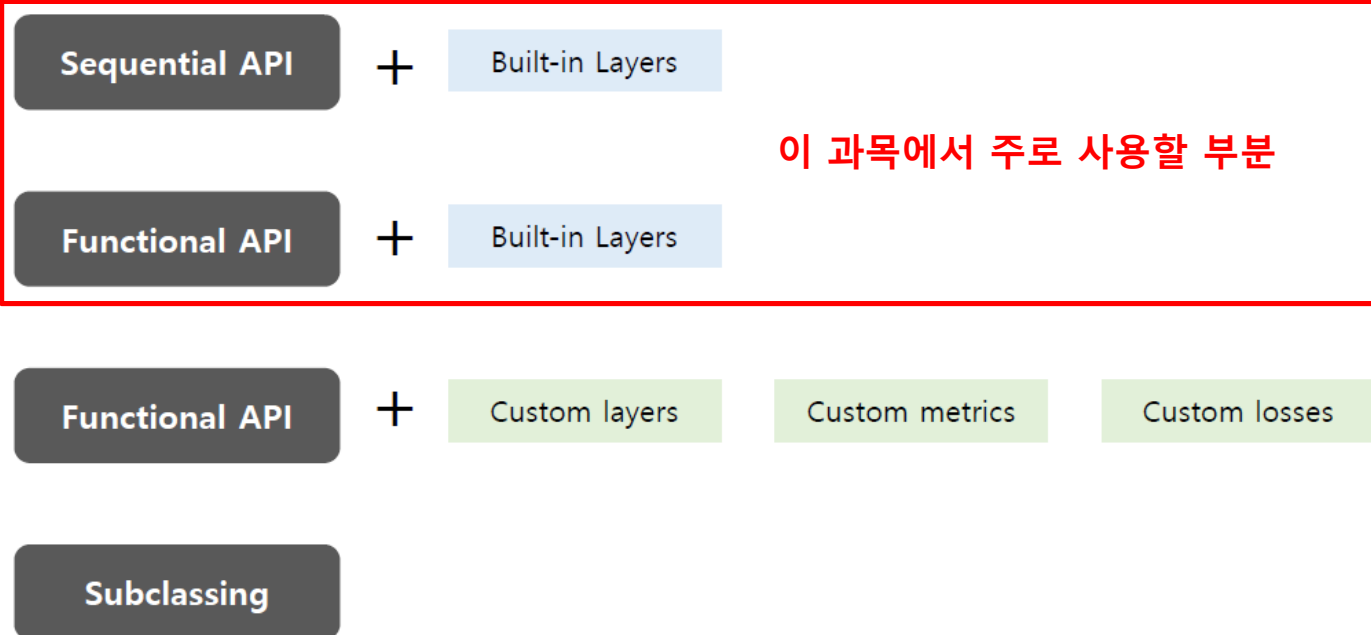 Sequential API + Built-in Layers
이 과목에서 주로 사용할 부분
Functional API + Built-in Layers
Functional API + Custom layers Custom metrics Custom losses
Subclassing